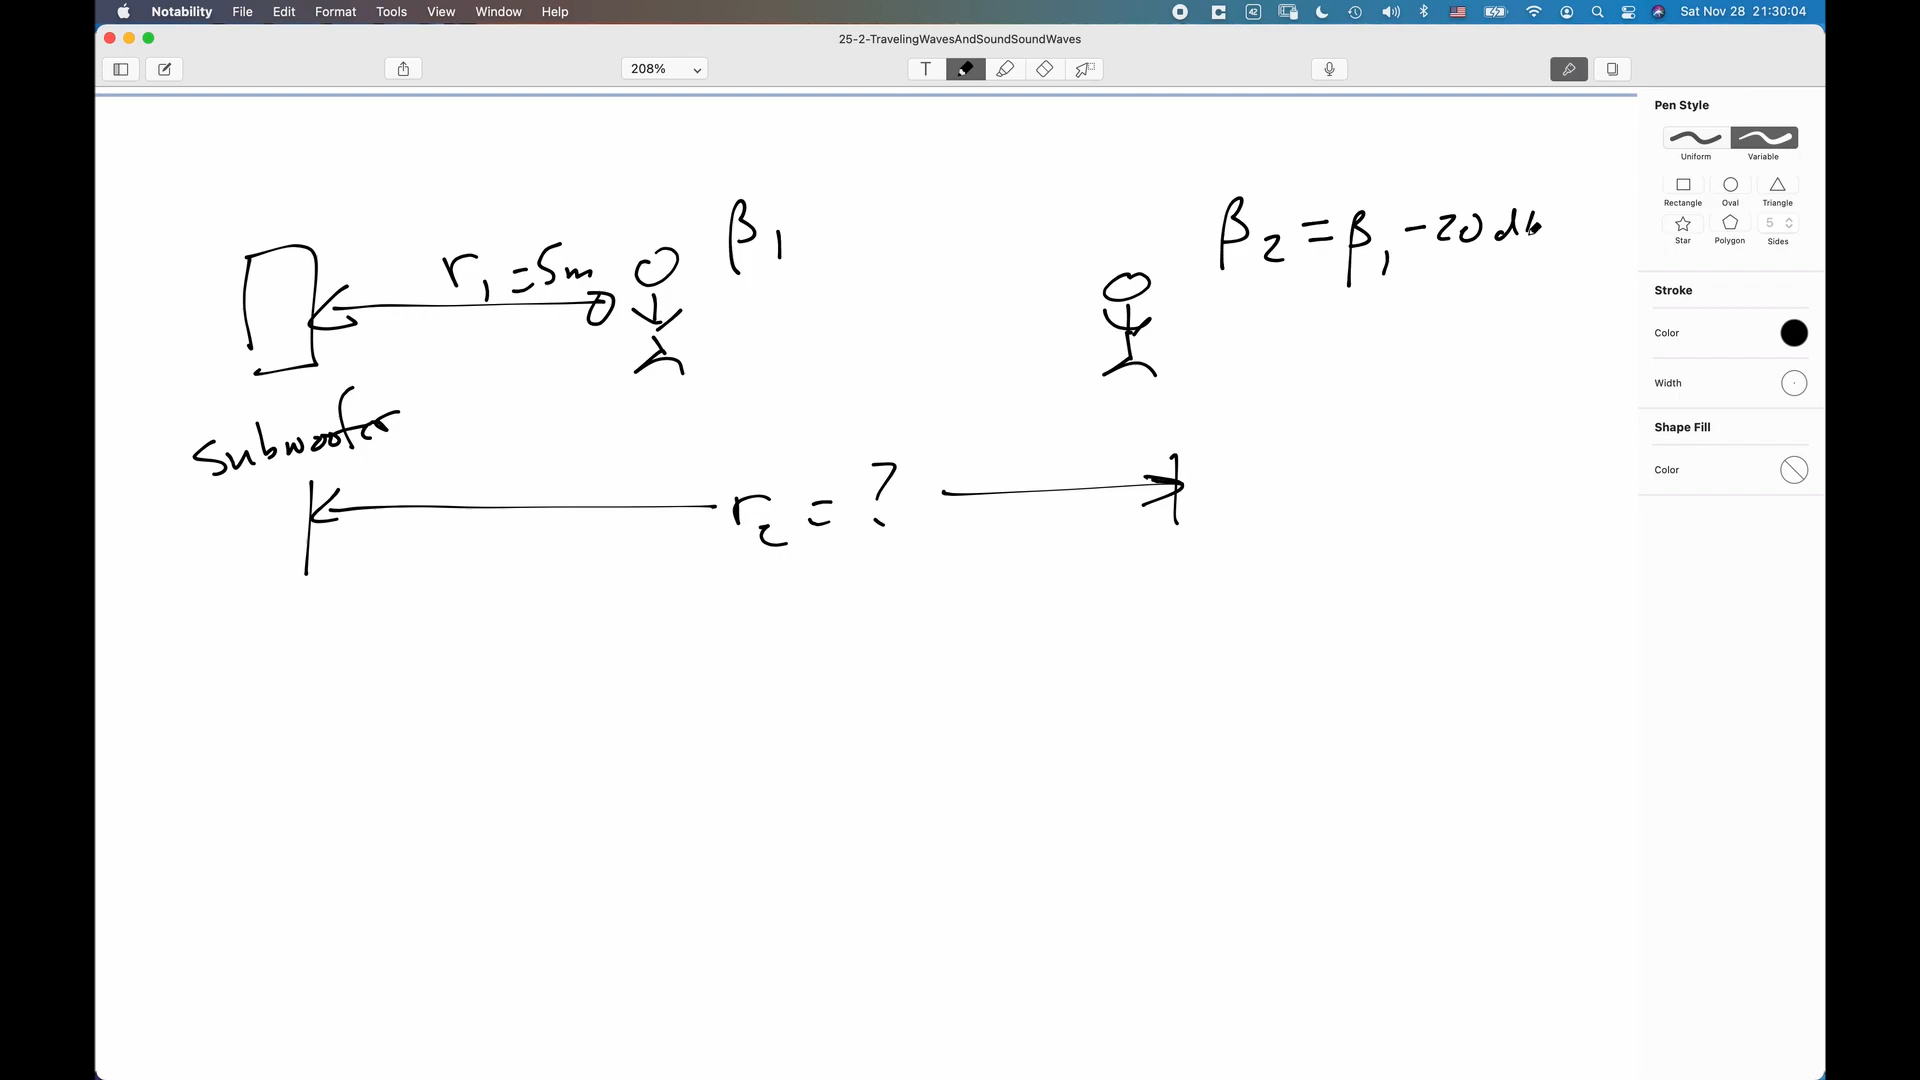 Notability File Edit Format Tools View Window Help 42 Sat Nov 28 21:30:04
25-2-TravelingWavesAndSoundSoundWaves
208% T
Pen Style
Uniform Variable
Rectangle Oval Triangle
5
Star Polygon Sides
Stroke
Color
Width
Shape Fill
Color
β₁
β₂ = β₁ - 20 db
r₁ = 5m
Subwoofer
r₂ = ?